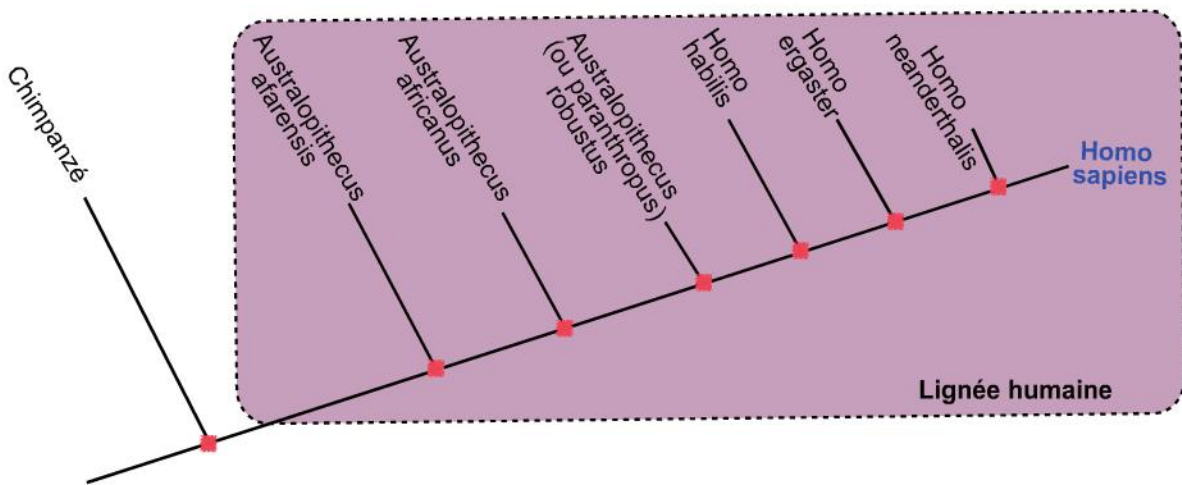 Chimpanzé
Australopithecus
afarensis
Australopithecus
africanus
Australopithecus
(ou paranthropus)
robustus
Homo
habilis
Homo
ergaster
Homo
neanderthalis
Homo
sapiens
Lignée humaine